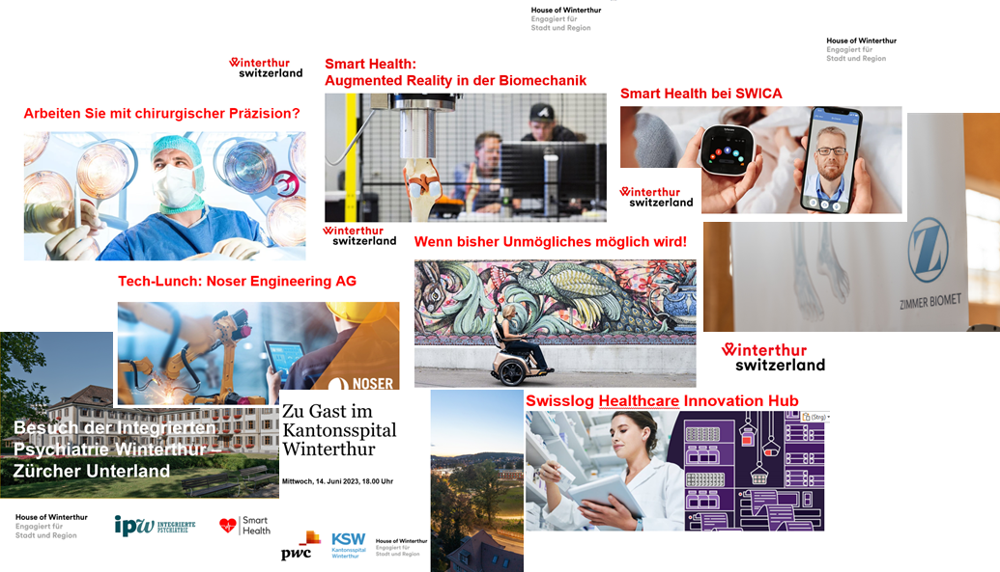 House of Winterthur
Engagiert für
Stadt und Region
House of Winterthur
Engagiert für
Stadt und Region
Winterthur
switzerland
Smart Health:
Augmented Reality in der Biomechanik
Smart Health bei SWICA
Arbeiten Sie mit chirurgischer Präzision?
Winterthur
switzerland
Winterthur
switzerland
Wenn bisher Unmögliches möglich wird!
Z
ZIMMER BIOMET
Tech-Lunch: Noser Engineering AG
NOSER
Winterthur
switzerland
Besuch der Integrierten
Psychiatrie Winterthur –
Zürcher Unterland
Zu Gast im
Kantonsspital
Winterthur
Mittwoch, 14. Juni 2023, 18.00 Uhr
Swisslog Healthcare Innovation Hub
(Strg)
House of Winterthur
Engagiert für
Stadt und Region
ipw INTEGRIERTE
PSYCHIATRIE
Smart
Health
pwc
KSW
Kantonsspital
Winterthur
House of Winterthur
Engagiert für
Stadt und Region